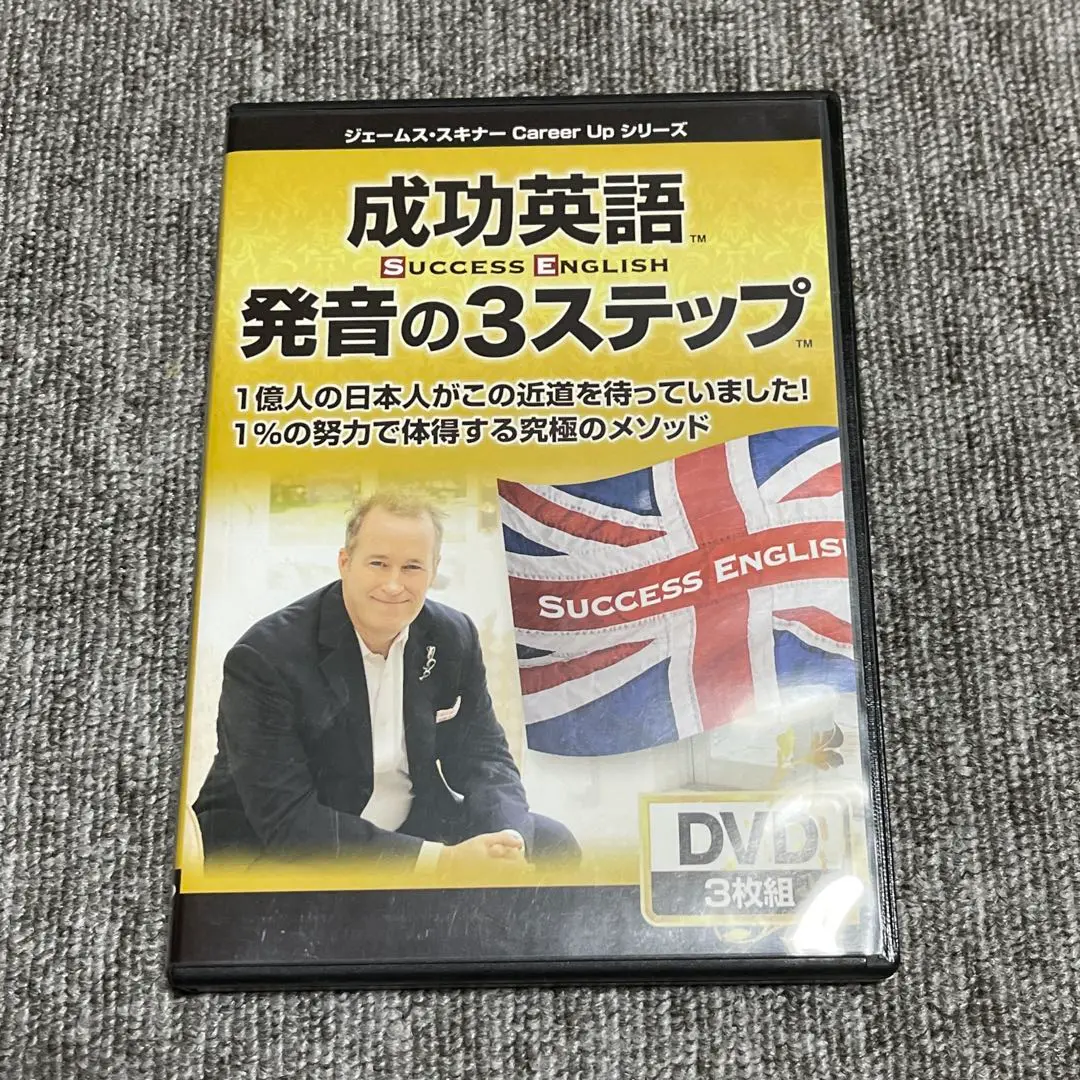 ジェームス・スキナー Career Up シリーズ
成功英語™
SUCCESS ENGLISH
発音の3ステップ™
1億人の日本人がこの近道を待っていました!
1%の努力で体得する究極のメソッド
SUCCESS ENGLIS
DVD
3枚組